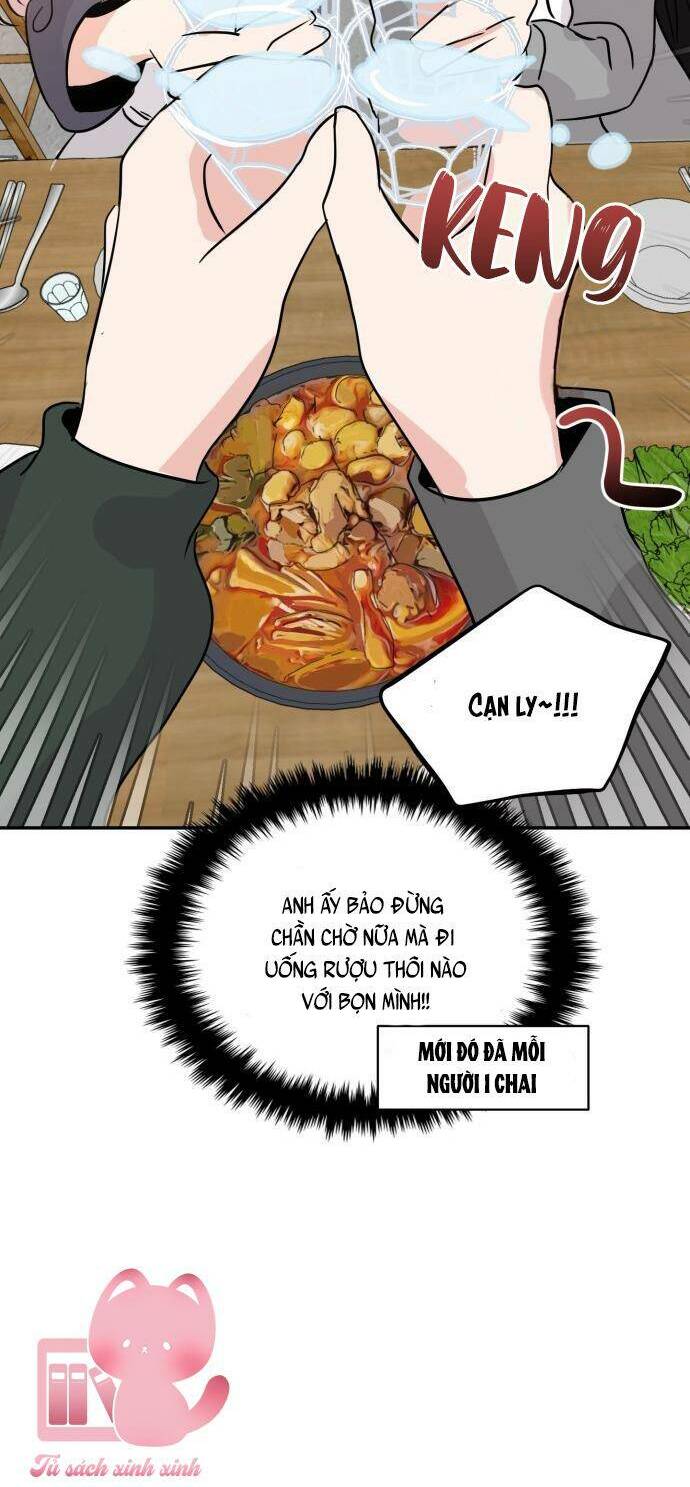 KENG
CẠN LY~!!!
ANH ẤY BẢO ĐỪNG
CHẦN CHỜ NỮA MÀ ĐI
UỐNG RƯỢU THÔI NÀO
VỚI BỌN MÌNH!!
MỚI ĐÓ ĐÃ MỖI
NGƯỜI 1 CHAI
Tủ sách xinh xinh